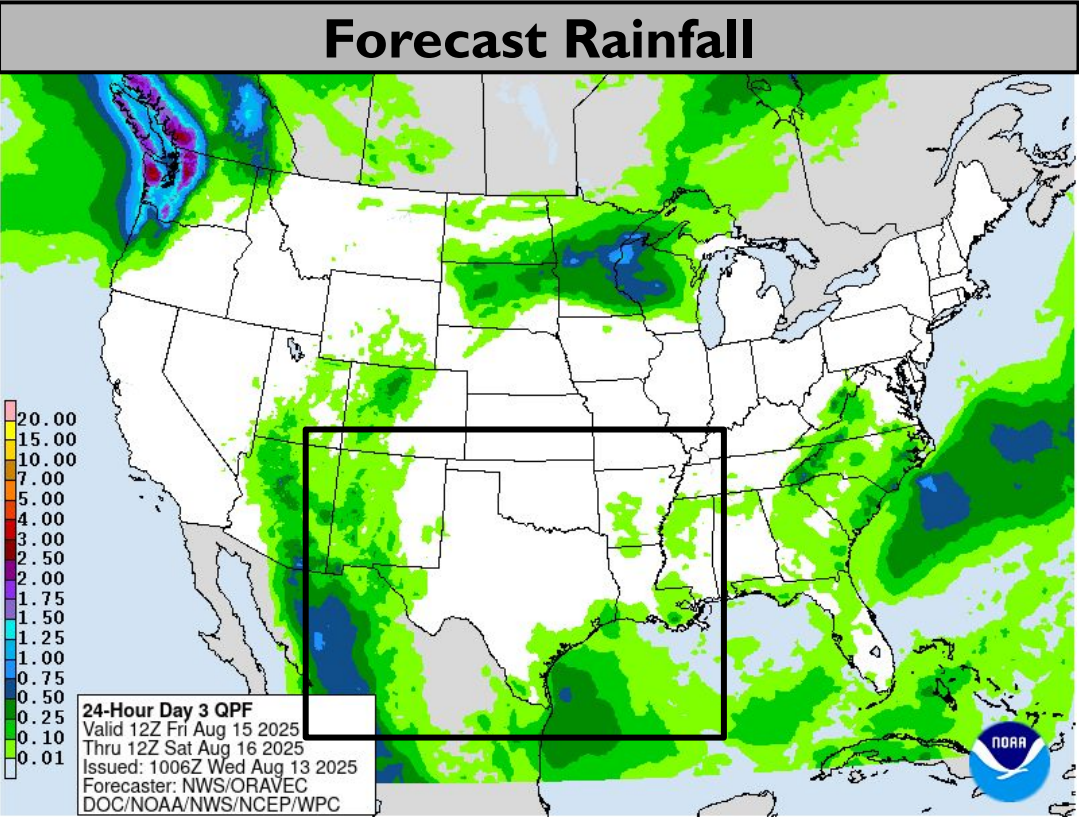 Forecast Rainfall
20.00
15.00
10.00
7.00
5.00
4.00
3.00
2.50
2.00
1.75
1.50
1.25
1.00
0.75
0.50
0.25
0.10
0.01
24-Hour Day 3 QPF
Valid 12Z Fri Aug 15 2025
Thru 12Z Sat Aug 16 2025
Issued: 1006Z Wed Aug 13 2025
Forecaster: NWS/ORAVEC
DOC/NOAA/NWS/NCEP/WPC
NOAA